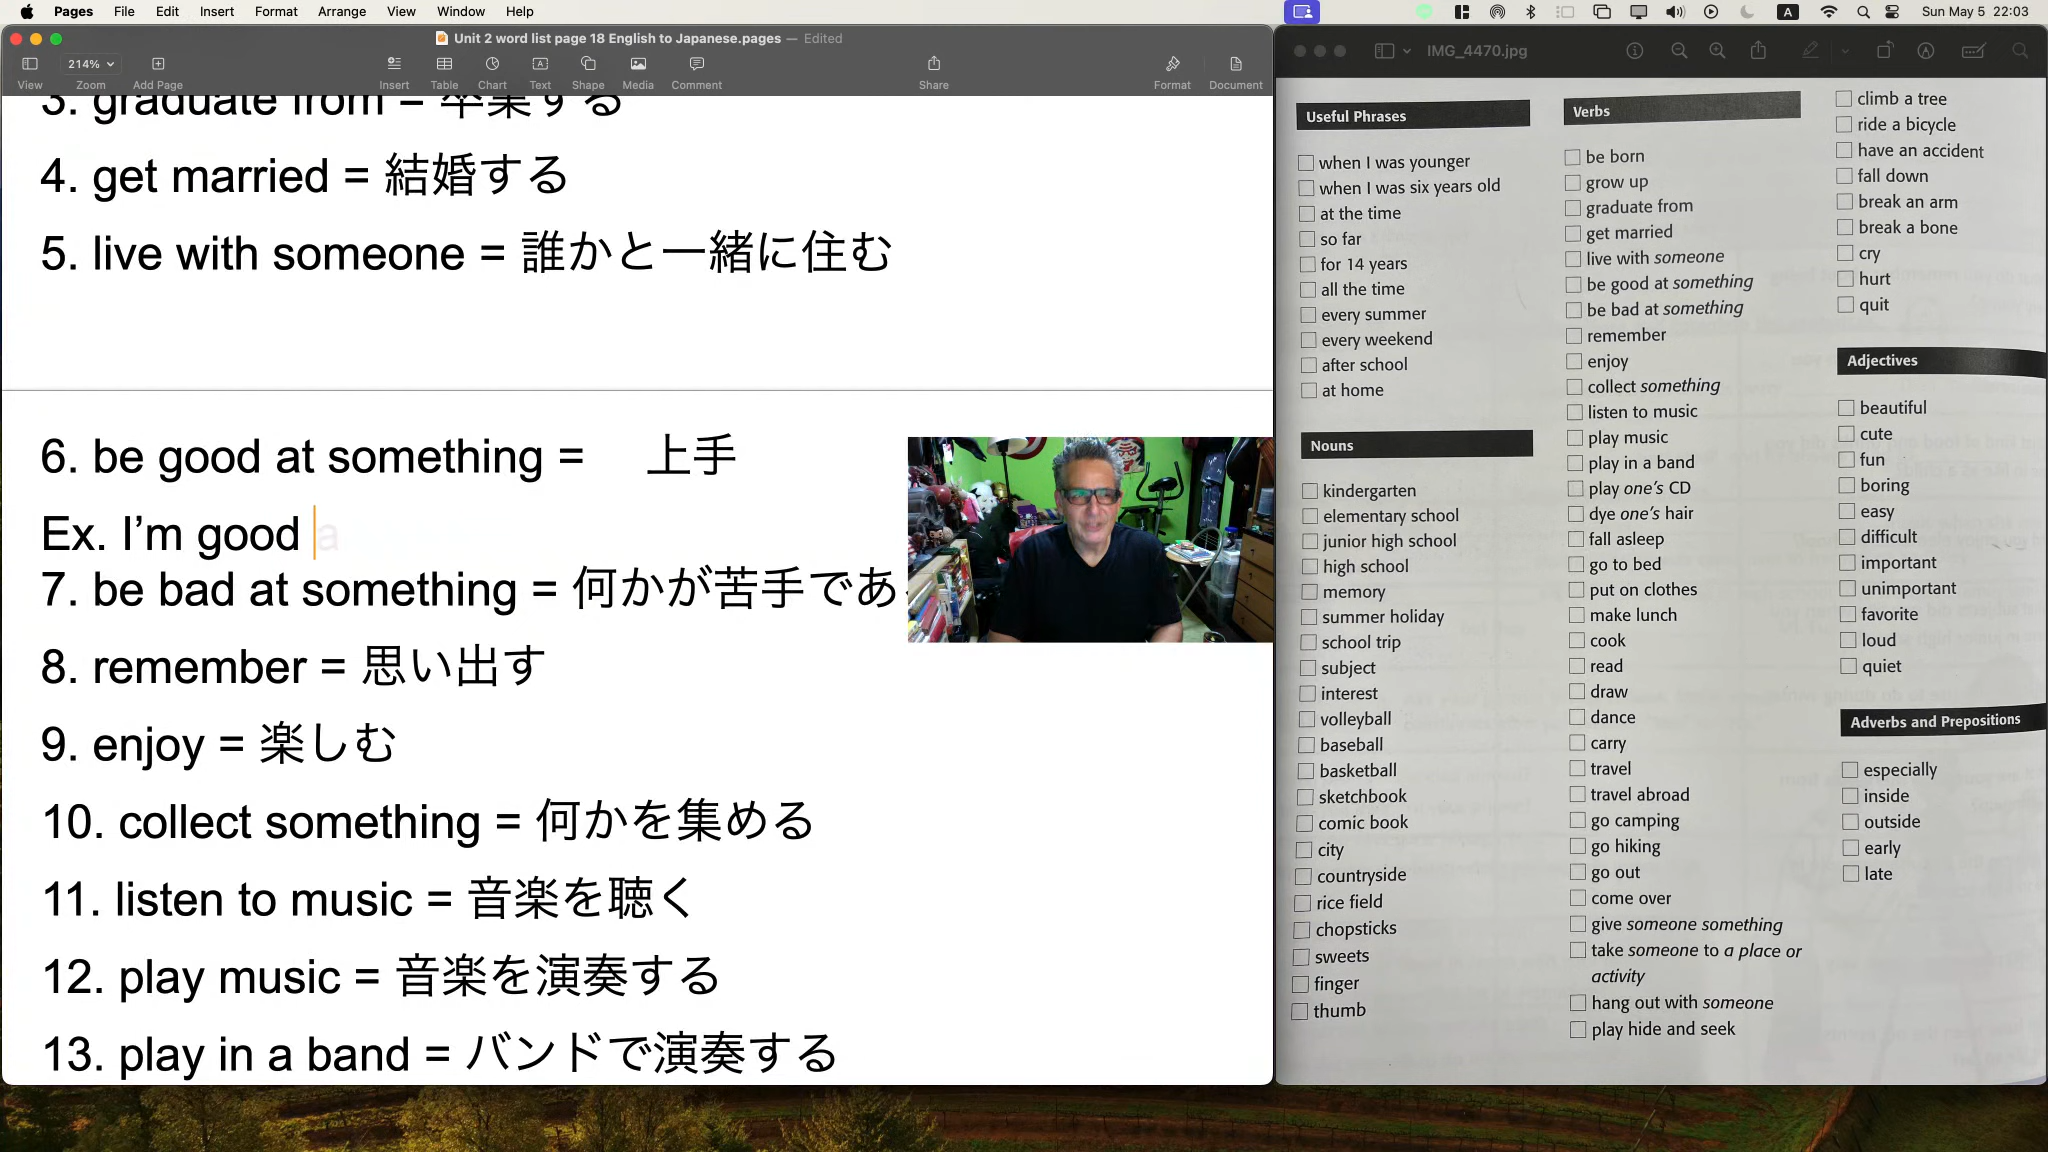 Pages File Edit Insert Format Arrange View Window Help
Sun May 5 22:03
Unit 2 word list page 18 English to Japanese.pages — Edited
214%
View Zoom Add Page Insert Table Chart Text Shape Media Comment Share Format Document
3. graduate from = 卒業する
4. get married = 結婚する
5. live with someone = 誰かと一緒に住む
6. be good at something = 上手
Ex. I’m good a
7. be bad at something = 何かが苦手であ
8. remember = 思い出す
9. enjoy = 楽しむ
10. collect something = 何かを集める
11. listen to music = 音楽を聴く
12. play music = 音楽を演奏する
13. play in a band = バンドで演奏する
IMG_4470.jpg
Useful Phrases
when I was younger
when I was six years old
at the time
so far
for 14 years
all the time
every summer
every weekend
after school
at home
Nouns
kindergarten
elementary school
junior high school
high school
memory
summer holiday
school trip
subject
interest
volleyball
baseball
basketball
sketchbook
comic book
city
countryside
rice field
chopsticks
sweets
finger
thumb
Verbs
be born
grow up
graduate from
get married
live with someone
be good at something
be bad at something
remember
enjoy
collect something
listen to music
play music
play in a band
play one’s CD
dye one’s hair
fall asleep
go to bed
put on clothes
make lunch
cook
read
draw
dance
carry
travel
travel abroad
go camping
go hiking
go out
come over
give someone something
take someone to a place or
activity
hang out with someone
play hide and seek
climb a tree
ride a bicycle
have an accident
fall down
break an arm
break a bone
cry
hurt
quit
Adjectives
beautiful
cute
fun
boring
easy
difficult
important
unimportant
favorite
loud
quiet
Adverbs and Prepositions
especially
inside
outside
early
late